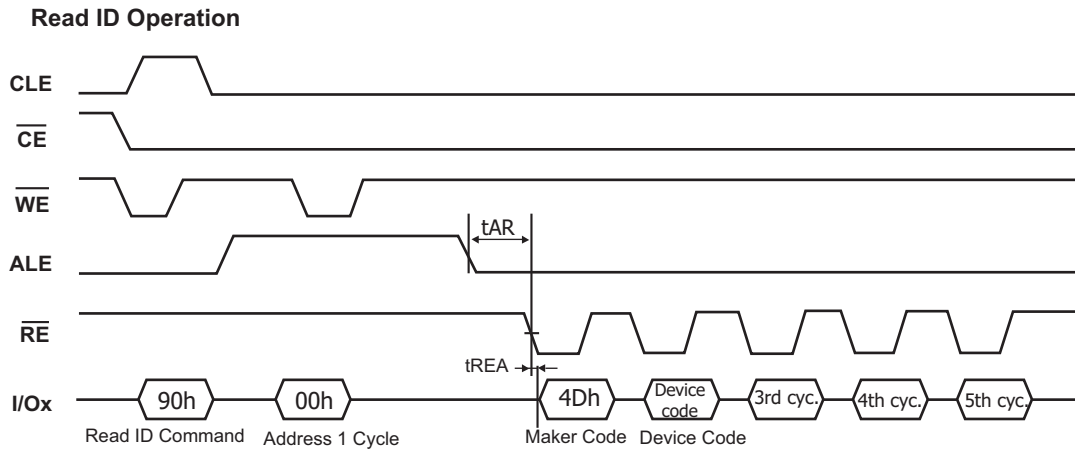 Read ID Operation
CLE
CE
WE
tAR
ALE
RE
tREA
I/Ox
90h
00h
4Dh
Device
code
3rd cyc.
4th cyc.
5th cyc.
Read ID Command
Address 1 Cycle
Maker Code
Device Code